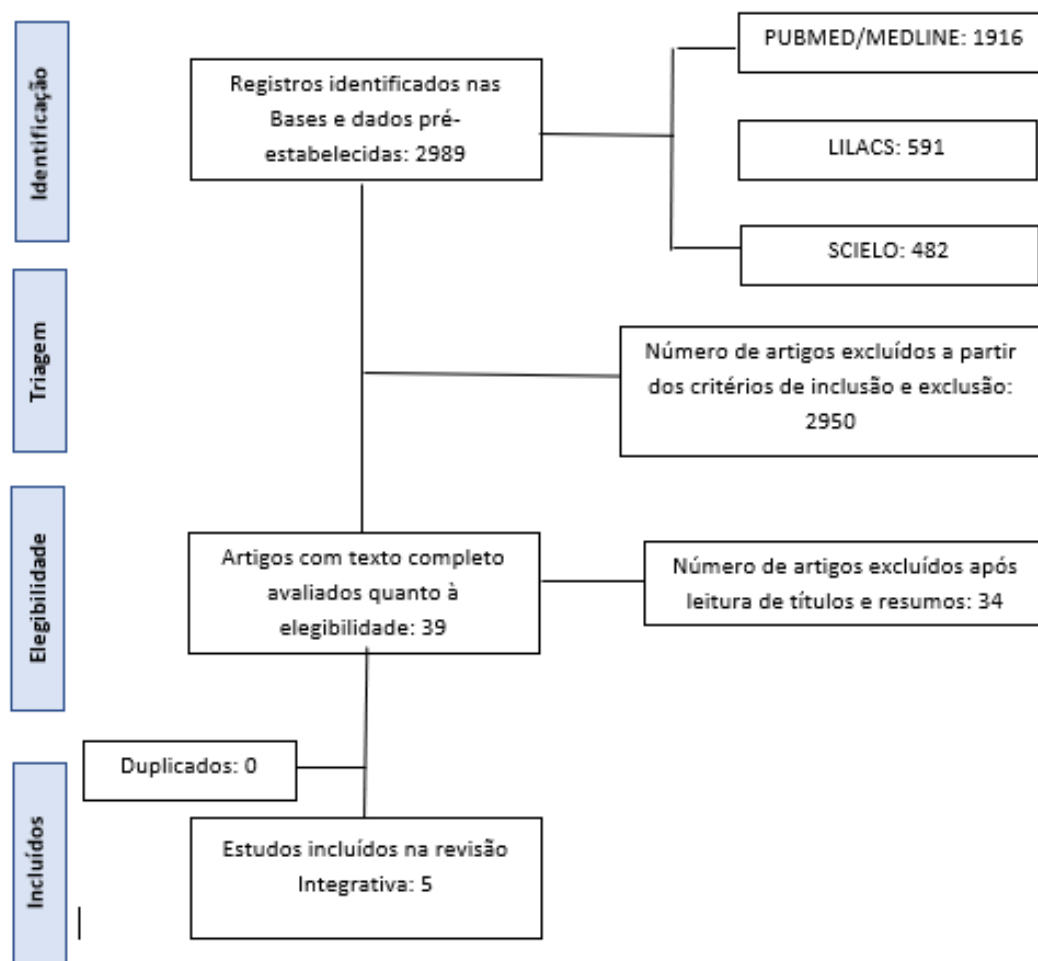 Identificação
Registros identificados nas
Bases e dados pré-
estabelecidas: 2989
PUBMED/MEDLINE: 1916
LILACS: 591
SCIELO: 482
Triagem
Número de artigos excluídos a partir
dos critérios de inclusão e exclusão:
2950
Elegibilidade
Artigos com texto completo
avaliados quanto à
elegibilidade: 39
Número de artigos excluídos após
leitura de títulos e resumos: 34
Incluídos
Duplicados: 0
Estudos incluídos na revisão
Integrativa: 5